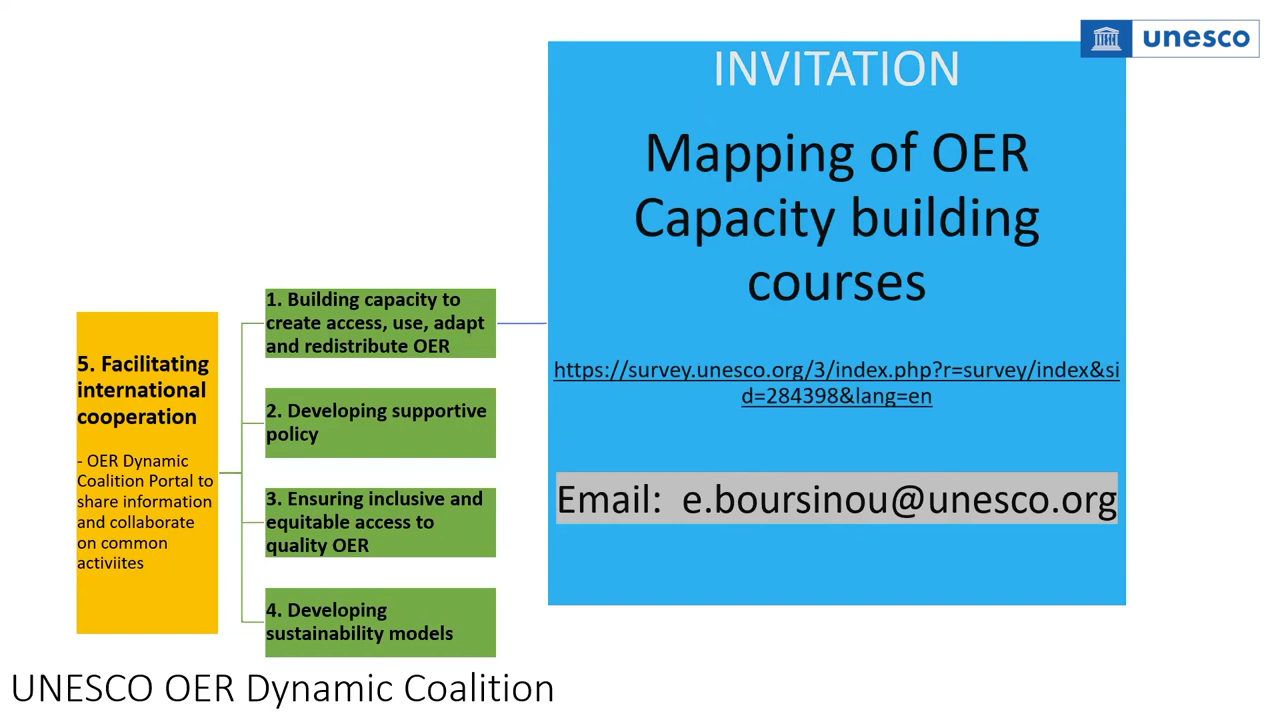 unesco
INVITATION
Mapping of OER
Capacity building
courses
https://survey.unesco.org/3/index.php?r=survey/index&si
d=284398&lang=en
Email:  e.boursinou@unesco.org
5. Facilitating
international
cooperation
- OER Dynamic
Coalition Portal to
share information
and collaborate
on common
activiites
1. Building capacity to
create access, use, adapt
and redistribute OER
2. Developing supportive
policy
3. Ensuring inclusive and
equitable access to
quality OER
4. Developing
sustainability models
UNESCO OER Dynamic Coalition